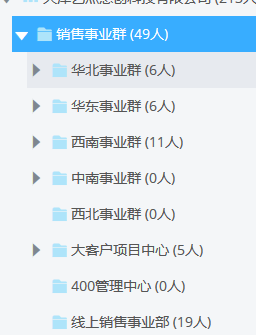 销售事业群 (49人)
华北事业群 (6人)
华东事业群 (6人)
西南事业群 (11人)
中南事业群 (0人)
西北事业群 (0人)
大客户项目中心 (5人)
400管理中心 (0人)
线上销售事业部 (19人)